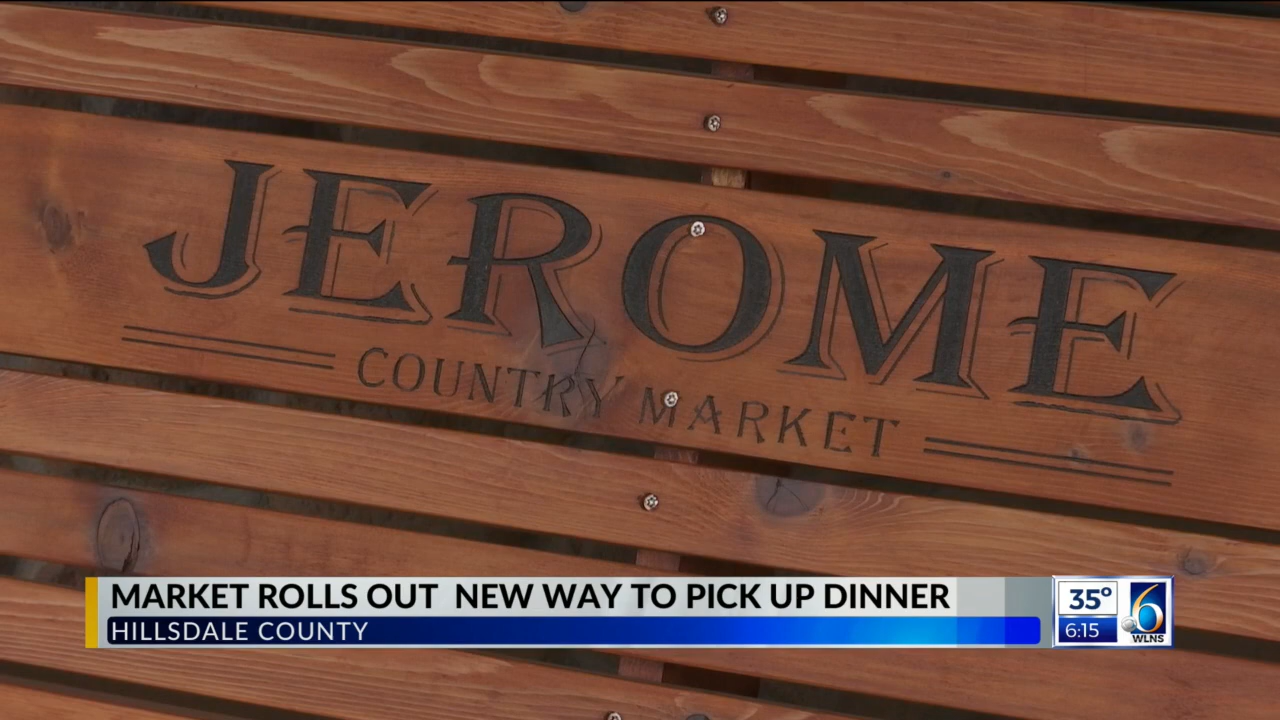 JEROME
COUNTRY MARKET
MARKET ROLLS OUT  NEW WAY TO PICK UP DINNER
HILLSDALE COUNTY
35°
6:15
6
WLNS